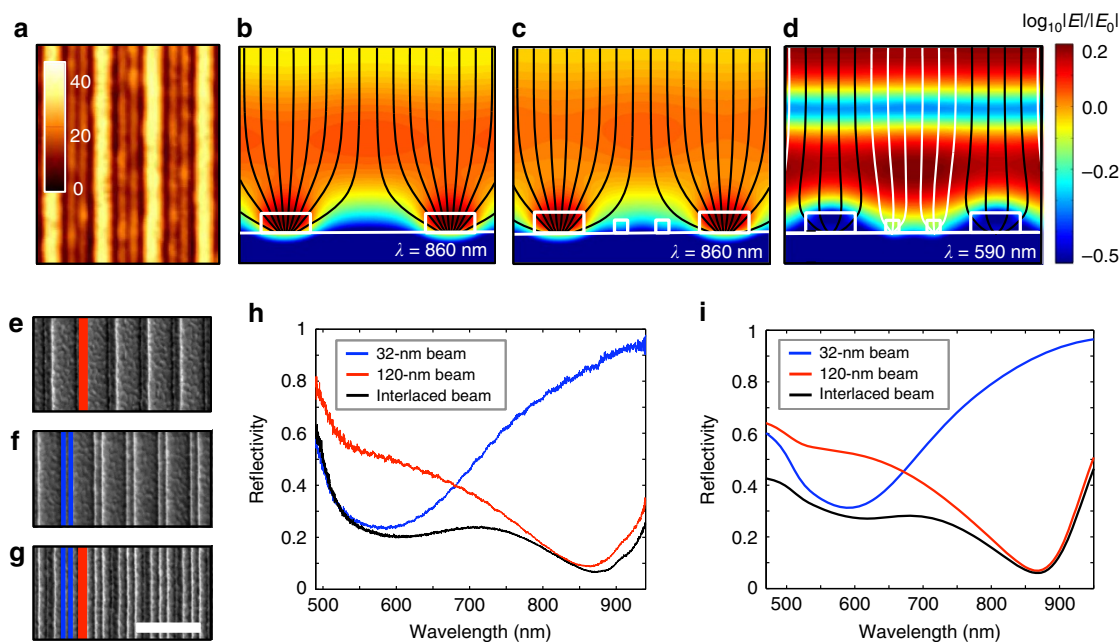 a
40
20
0
b
λ = 860 nm
c
λ = 860 nm
d
λ = 590 nm
log10|E|/|E0|
0.2
0.0
−0.2
−0.5
e
f
g
h
1
0.8
0.6
0.4
0.2
0
500 600 700 800 900
Reflectivity
Wavelength (nm)
32-nm beam
120-nm beam
Interlaced beam
i
1
0.8
0.6
0.4
0.2
0
500 600 700 800 900
Reflectivity
Wavelength (nm)
32-nm beam
120-nm beam
Interlaced beam